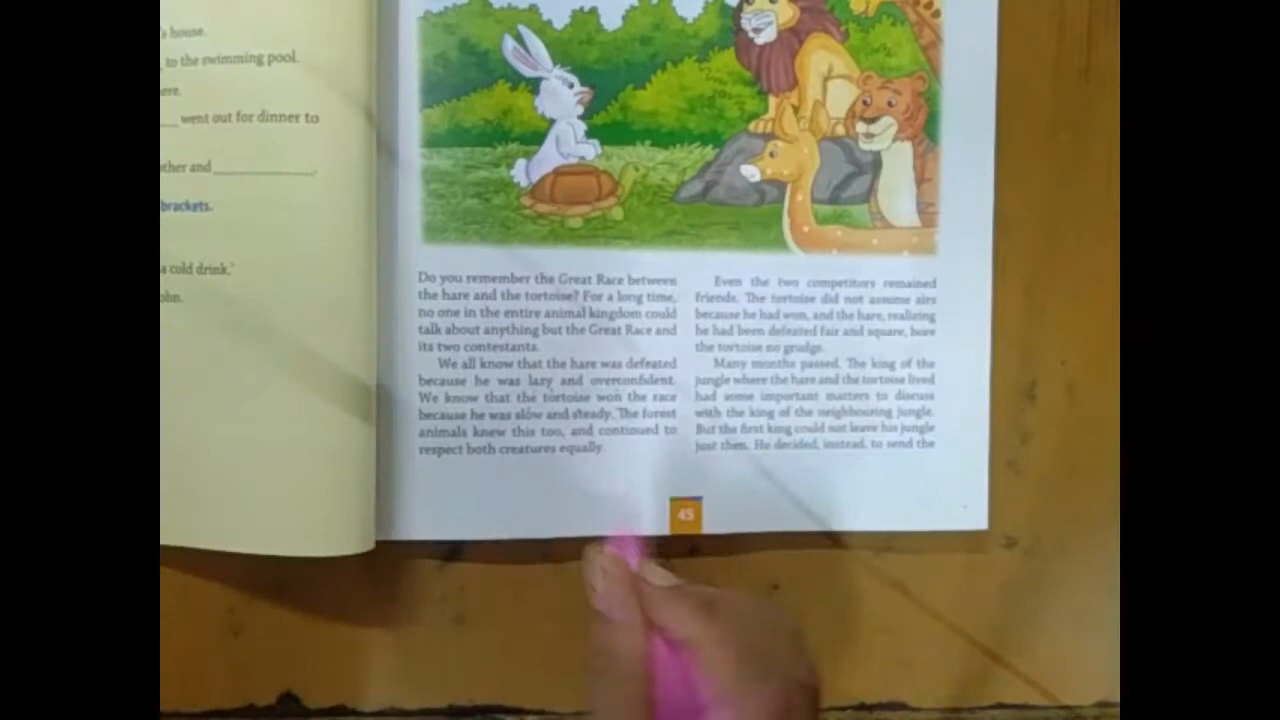 's house.
to the swimming pool.
ere.
___ went out for dinner to
other and ____________.
brackets.
a cold drink.'
ohn.
Do you remember the Great Race between
the hare and the tortoise? For a long time,
no one in the entire animal kingdom could
talk about anything but the Great Race and
its two contestants.
We all know that the hare was defeated
because he was lazy and overconfident.
We know that the tortoise won the race
because he was slow and steady. The forest
animals knew this too, and continued to
respect both creatures equally.
Even the two competitors remained
friends. The tortoise did not assume airs
because he had won, and the hare, realizing
he had been defeated fair and square, bore
the tortoise no grudge.
Many months passed. The king of the
jungle where the hare and the tortoise lived
had some important matters to discuss
with the king of the neighbouring jungle.
But the first king could not leave his jungle
just then. He decided, instead, to send the
45